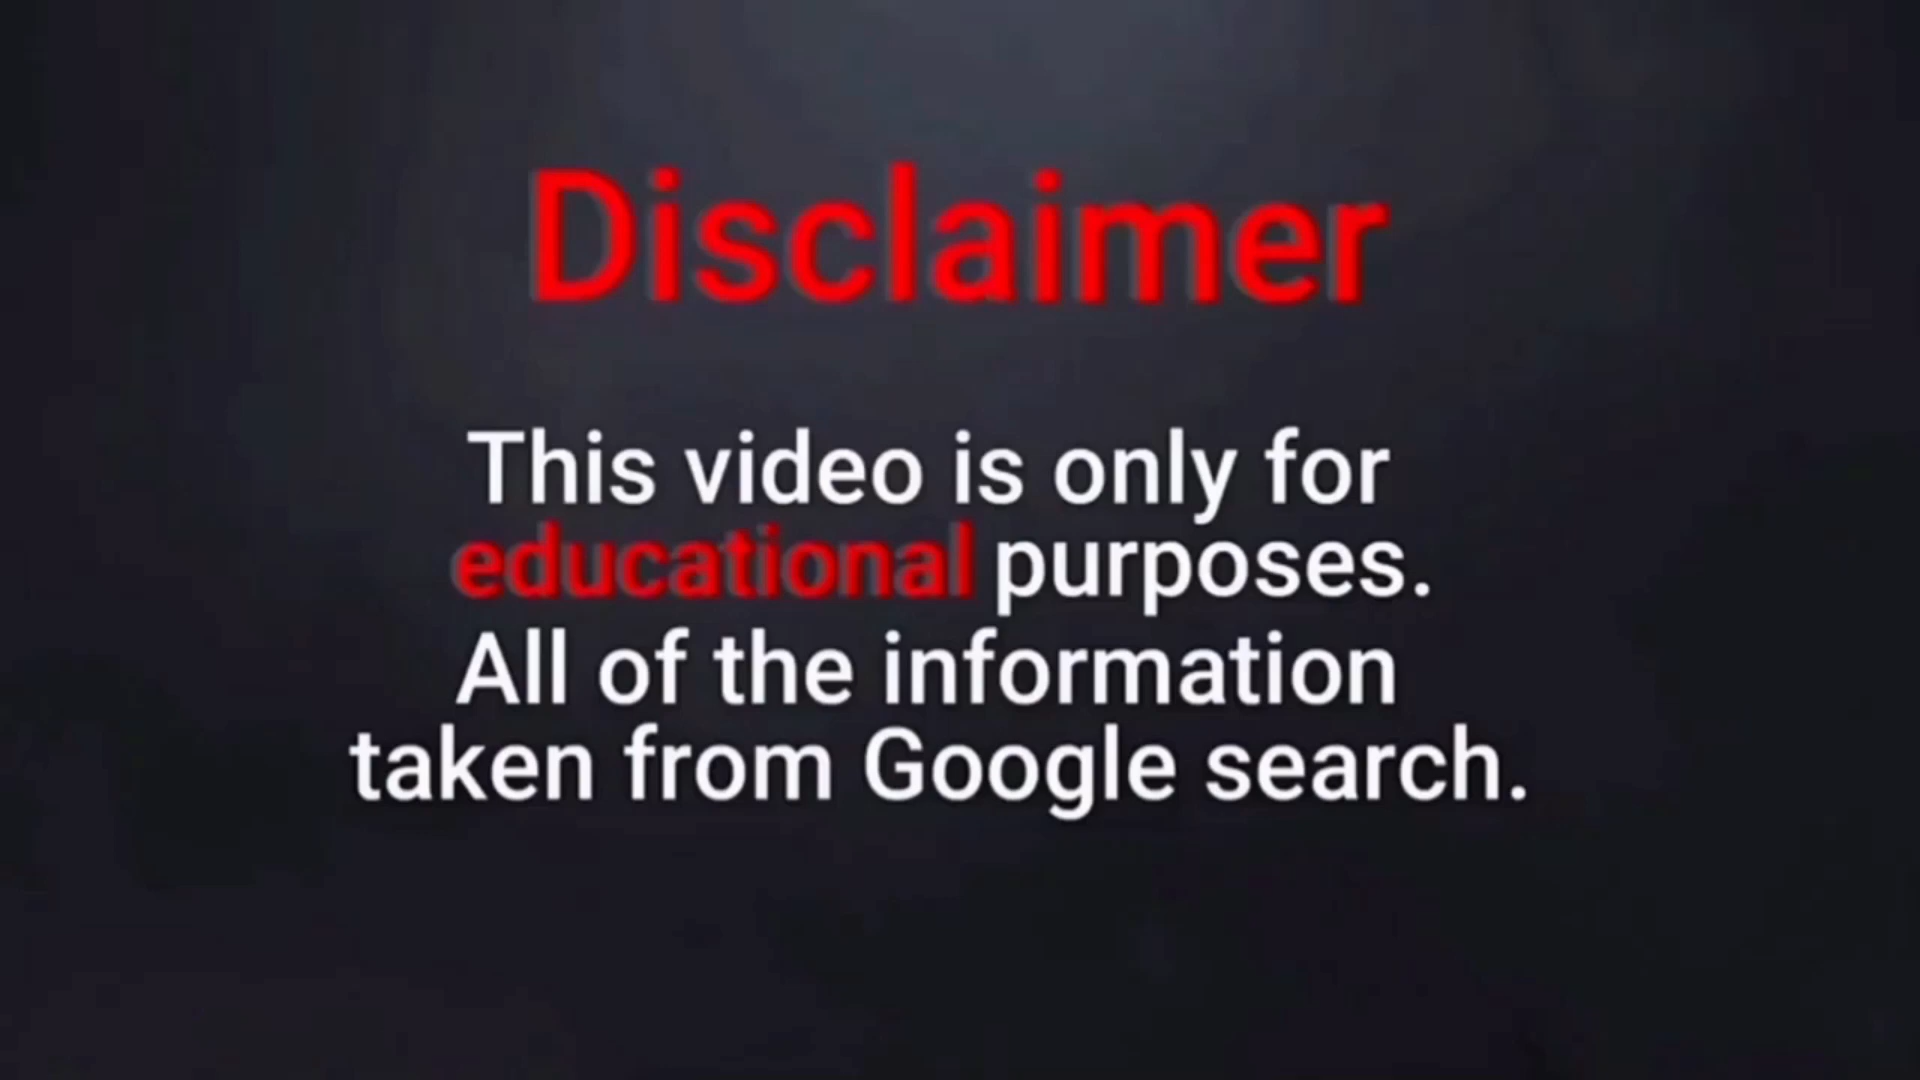 Disclaimer
This video is only for
educational purposes.
All of the information
taken from Google search.